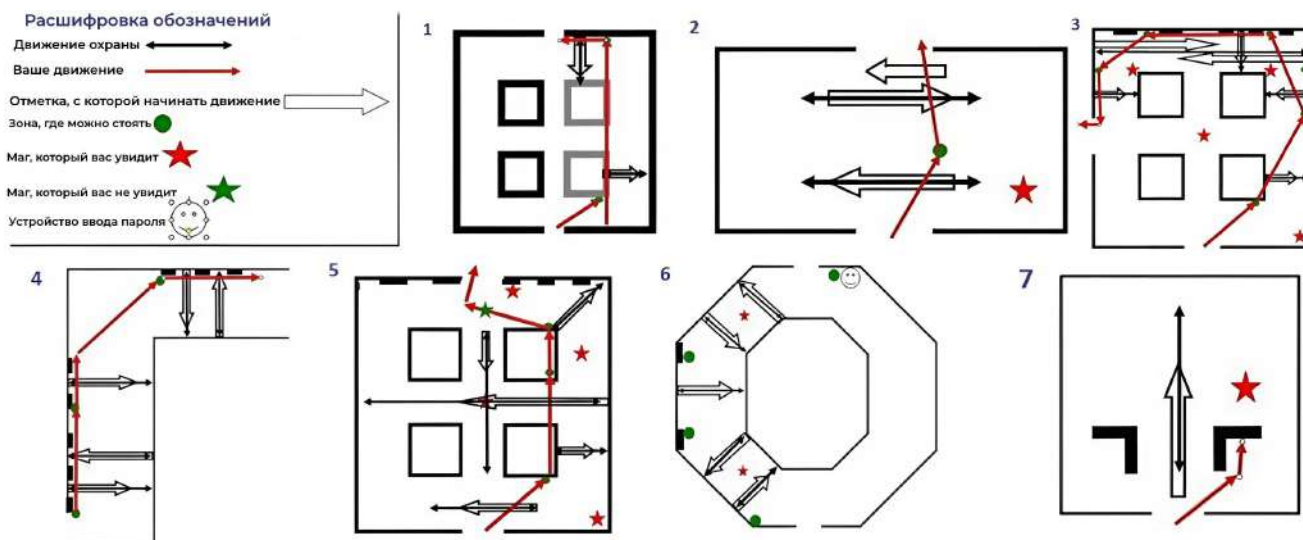 Расшифровка обозначений
Движение охраны
Ваше движение
Отметка, с которой начинать движение
Зона, где можно стоять
Маг, который вас увидит
Маг, который вас не увидит
Устройство ввода пароля
1
2
3
4
5
6
7